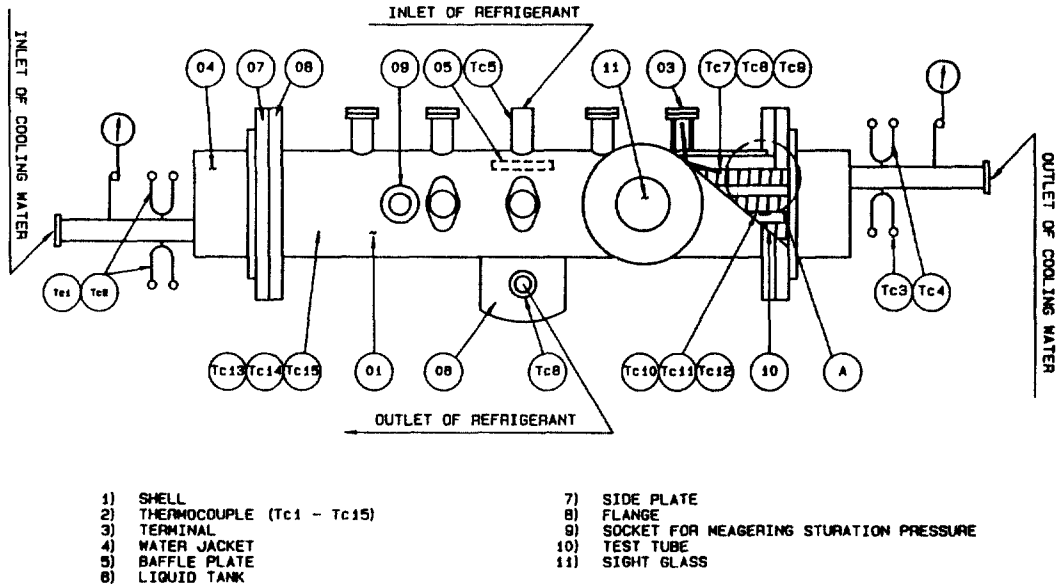 INLET OF REFRIGERANT
INLET OF COOLING WATER
04
07
08
09
05
Tc5
11
03
Tc7
Tc8
Tc9
OUTLET OF COOLING WATER
Tc1
Tc2
Tc3
Tc4
Tc13
Tc14
Tc15
01
06
Tc6
Tc10
Tc11
Tc12
10
A
OUTLET OF REFRIGERANT
1) SHELL
2) THERMOCOUPLE (Tc1 - Tc15)
3) TERMINAL
4) WATER JACKET
5) BAFFLE PLATE
6) LIQUID TANK
7) SIDE PLATE
8) FLANGE
9) SOCKET FOR MEAGERING STURATION PRESSURE
10) TEST TUBE
11) SIGHT GLASS